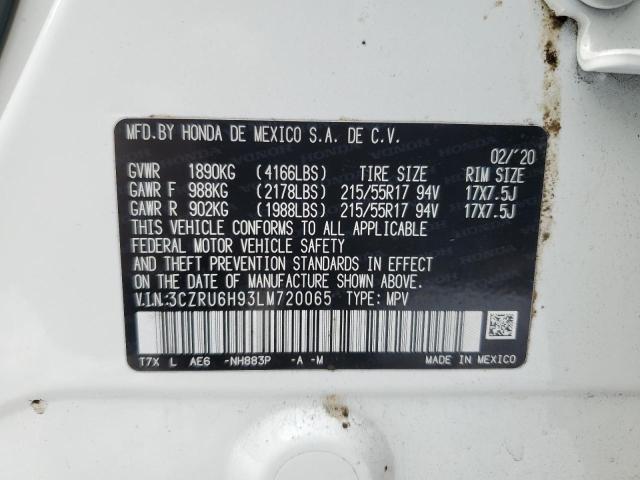 MFD.BY HONDA DE MEXICO S.A. DE C.V.
02/'20
GVWR 1890KG (4166LBS) TIRE SIZE RIM SIZE
GAWR F 988KG (2178LBS) 215/55R17 94V 17X7.5J
GAWR R 902KG (1988LBS) 215/55R17 94V 17X7.5J
THIS VEHICLE CONFORMS TO ALL APPLICABLE
FEDERAL MOTOR VEHICLE SAFETY
AND THEFT PREVENTION STANDARDS IN EFFECT
ON THE DATE OF MANUFACTURE SHOWN ABOVE.
V.I.N.:3CZRU6H93LM720065 TYPE: MPV
T7X L AE6 -NH883P -A -M MADE IN MEXICO